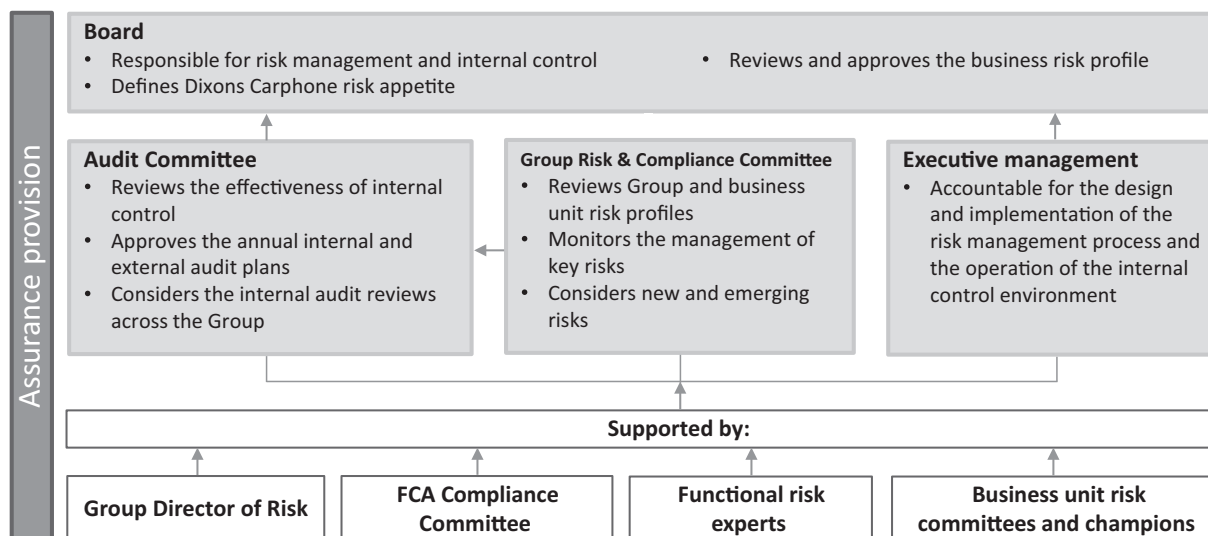 Assurance provision
Board
• Responsible for risk management and internal control
• Defines Dixons Carphone risk appetite
• Reviews and approves the business risk profile
Audit Committee
• Reviews the effectiveness of internal
control
• Approves the annual internal and
external audit plans
• Considers the internal audit reviews
across the Group
Group Risk & Compliance Committee
• Reviews Group and business
unit risk profiles
• Monitors the management of
key risks
• Considers new and emerging
risks
Executive management
• Accountable for the design
and implementation of the
risk management process and
the operation of the internal
control environment
Supported by:
Group Director of Risk
FCA Compliance
Committee
Functional risk
experts
Business unit risk
committees and champions